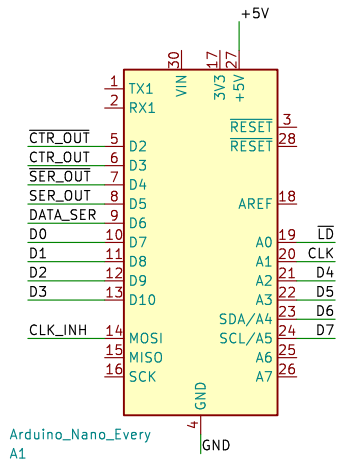 +5V
30 17 27
VIN 3V3 +5V
1 TX1
2 RX1
RESET 3
RESET 28
CTR_OUT 5 D2
CTR_OUT 6 D3
SER_OUT 7 D4
SER_OUT 8 D5
AREF 18
DATA_SER 9 D6
D0 10 D7 A0 19 LD
D1 11 D8 A1 20 CLK
D2 12 D9 A2 21 D4
D3 13 D10 A3 22 D5
SDA/A4 23 D6
CLK_INH 14 MOSI SCL/A5 24 D7
15 MISO A6 25
16 SCK A7 26
GND
4
GND
Arduino_Nano_Every
A1